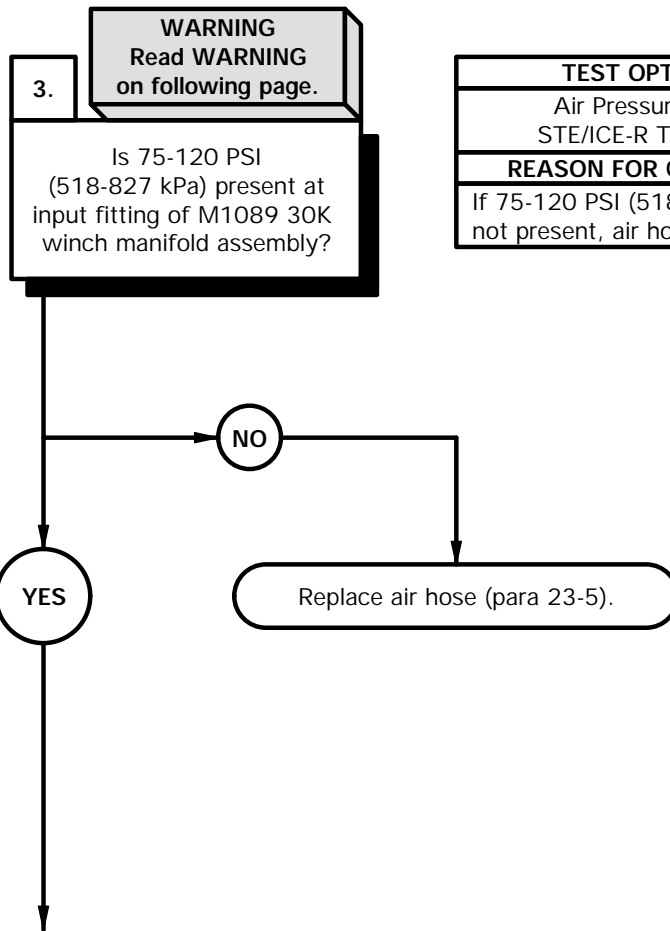 WARNING
Read WARNING
on following page.
3.
Is 75-120 PSI
(518-827 kPa) present at
input fitting of M1089 30K
winch manifold assembly?
TEST OPT
Air Pressur
STE/ICE-R T
REASON FOR
If 75-120 PSI (518
not present, air ho
NO
YES
Replace air hose (para 23-5).